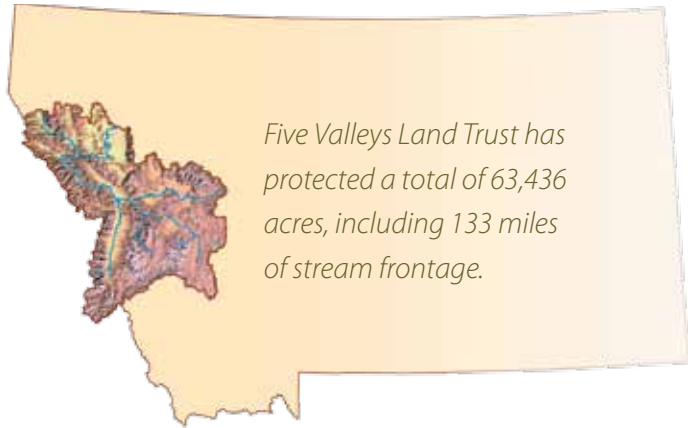 Five Valleys Land Trust has
protected a total of 63,436
acres, including 133 miles
of stream frontage.